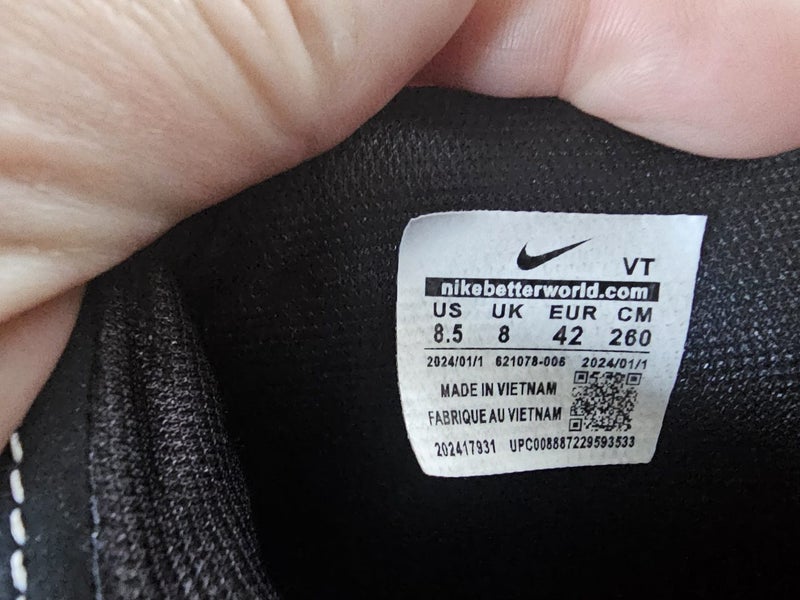 VT
nikebetterworld.com
US UK EUR CM
8.5 8 42 260
2024/01/1 621078-006 2024/01/1
MADE IN VIETNAM
FABRIQUE AU VIETNAM
202417931 UPC008887229593533